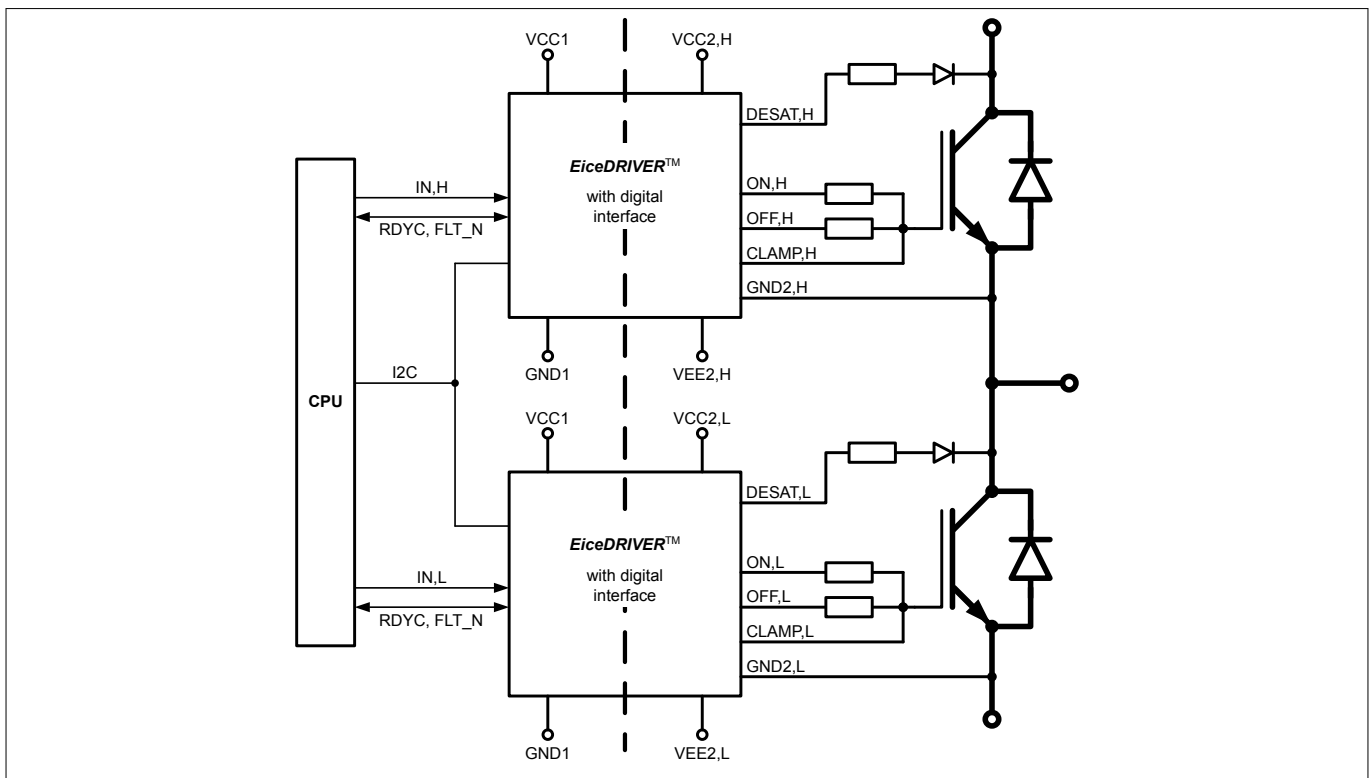 VCC1
VCC2,H
DESAT,H
EiceDRIVER™
with digital
interface
IN,H
RDYC, FLT_N
ON,H
OFF,H
CLAMP,H
GND2,H
GND1
VEE2,H
I2C
CPU
VCC1
VCC2,L
DESAT,L
EiceDRIVER™
with digital
interface
IN,L
RDYC, FLT_N
ON,L
OFF,L
CLAMP,L
GND2,L
GND1
VEE2,L